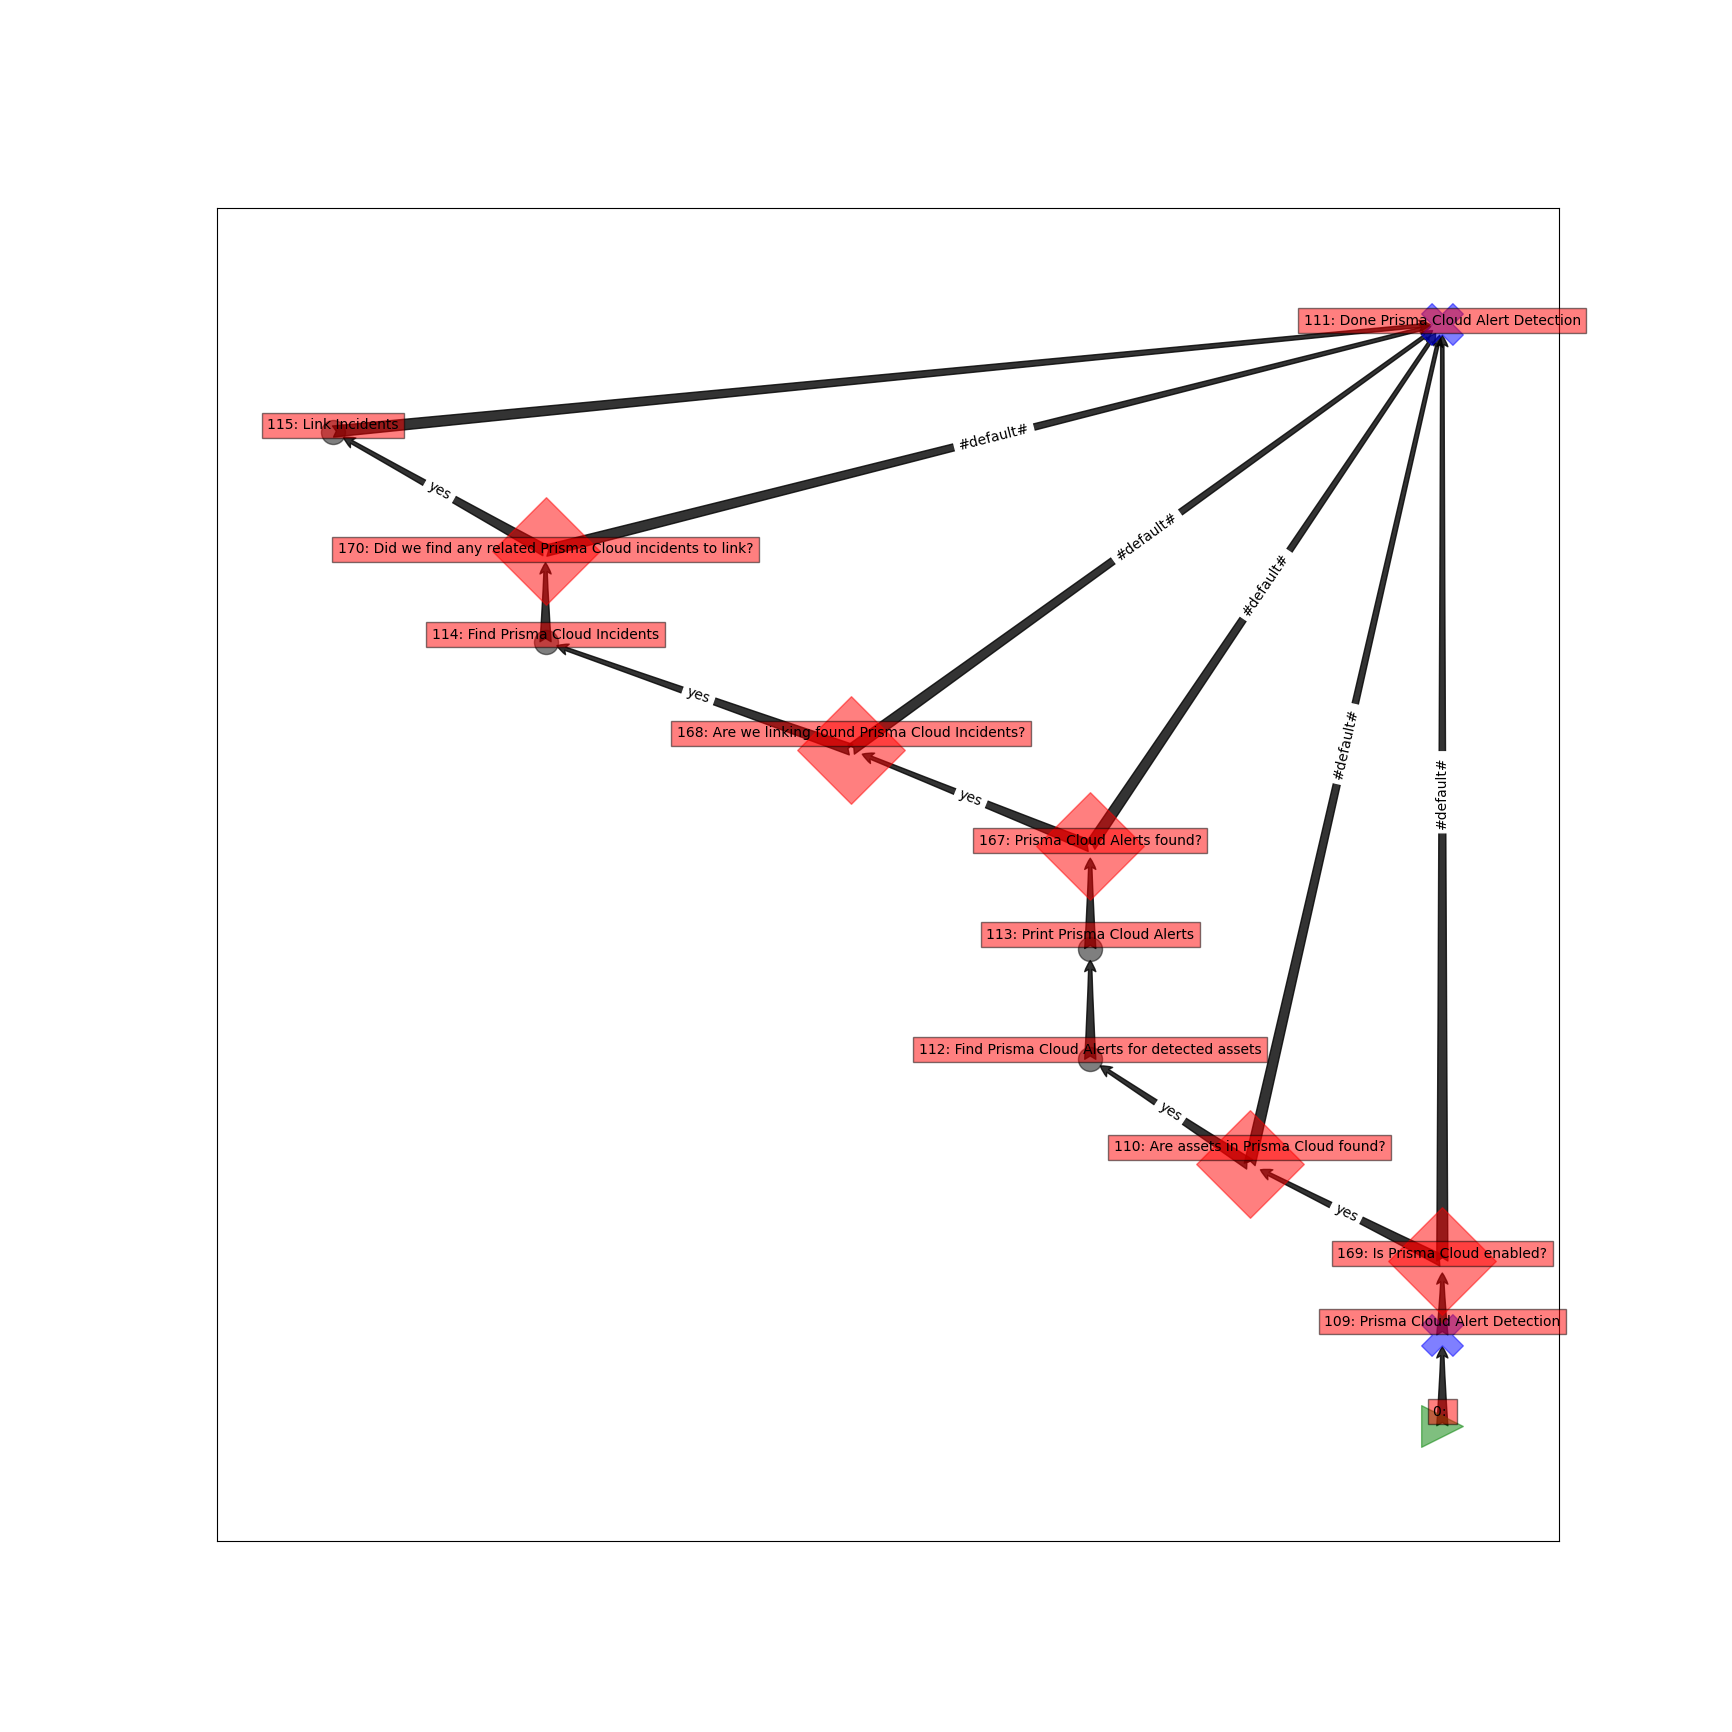 111: Done Prisma Cloud Alert Detection
115: Link Incidents
#default#
yes
170: Did we find any related Prisma Cloud incidents to link?
#default#
#default#
114: Find Prisma Cloud Incidents
yes
168: Are we linking found Prisma Cloud Incidents?
#default#
#default#
yes
167: Prisma Cloud Alerts found?
113: Print Prisma Cloud Alerts
112: Find Prisma Cloud Alerts for detected assets
yes
110: Are assets in Prisma Cloud found?
yes
169: Is Prisma Cloud enabled?
109: Prisma Cloud Alert Detection
0: